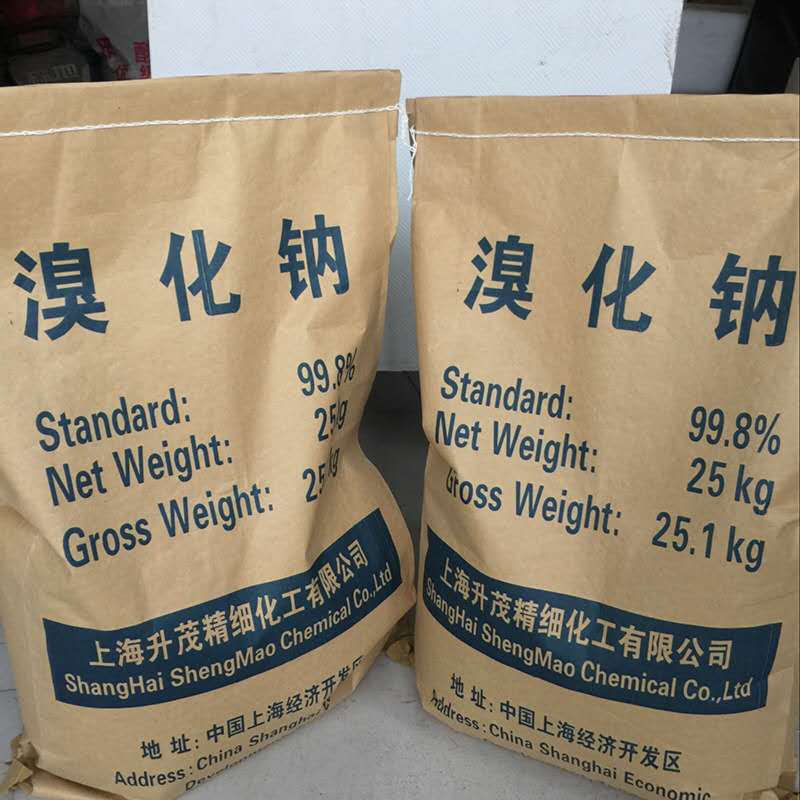 溴化钠
Standard: 99.8%
Net Weight: 25 kg
Gross Weight: 25 kg
上海升茂精细化工有限公司
ShangHai ShengMao Chemical Co.,Ltd
地 址: 中国上海经济开发区
Address: China Shanghai
溴化钠
Standard: 99.8%
Net Weight: 25 kg
Gross Weight: 25.1 kg
上海升茂精细化工有限公司
ShangHai ShengMao Chemical Co.,Ltd
地 址: 中国上海经济开发区
Address: China Shanghai Economic